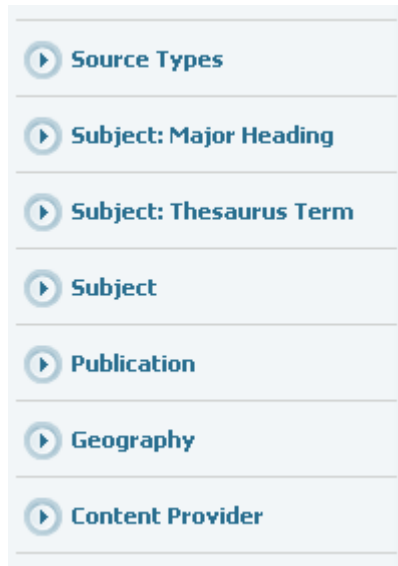 Source Types
Subject: Major Heading
Subject: Thesaurus Term
Subject
Publication
Geography
Content Provider